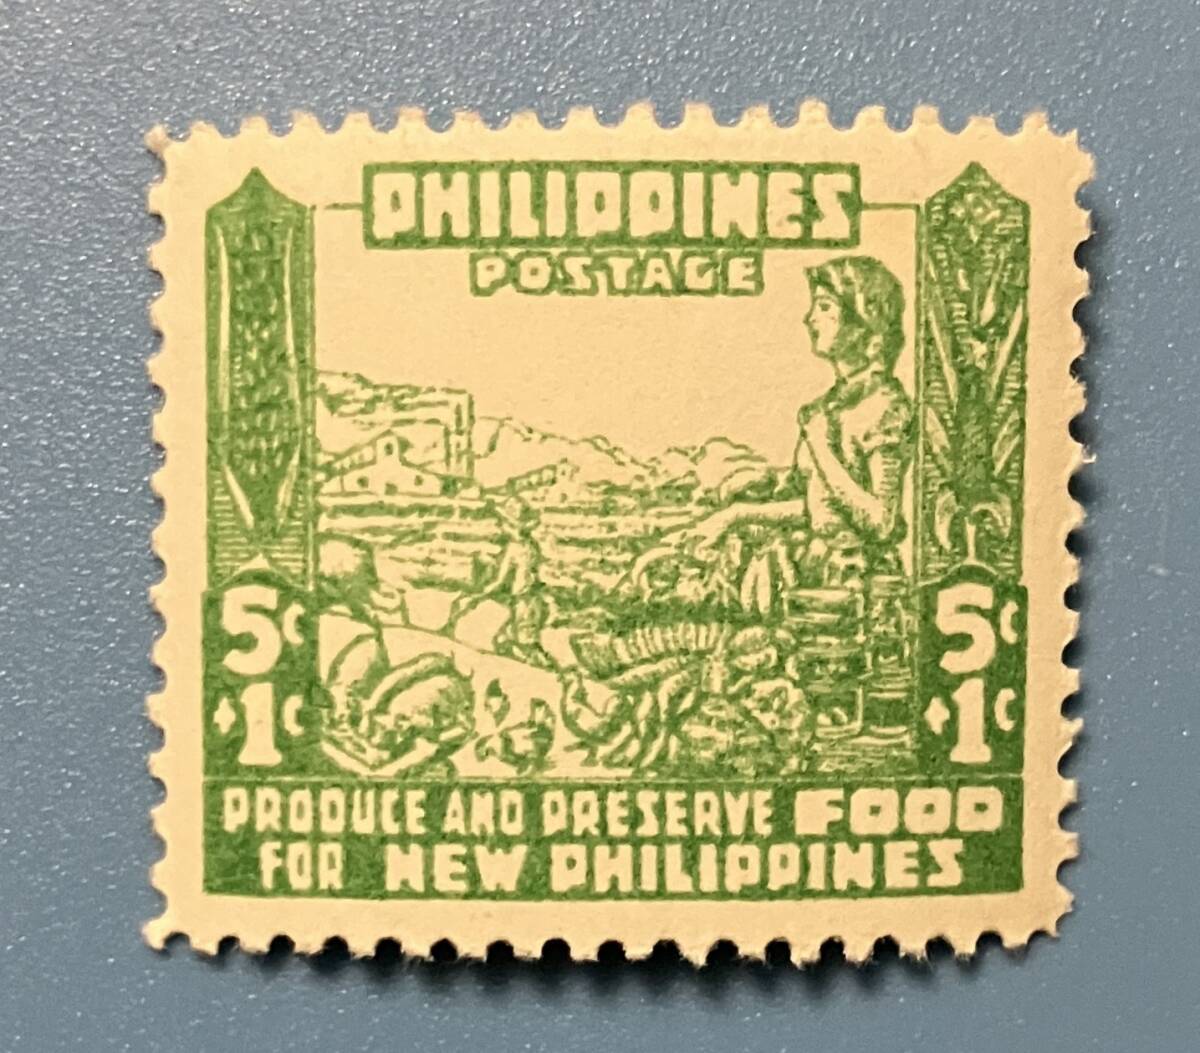 PHILIPPINES
POSTAGE
5c 5c
+1c +1c
PRODUCE AND PRESERVE FOOD
FOR NEW PHILIPPINES